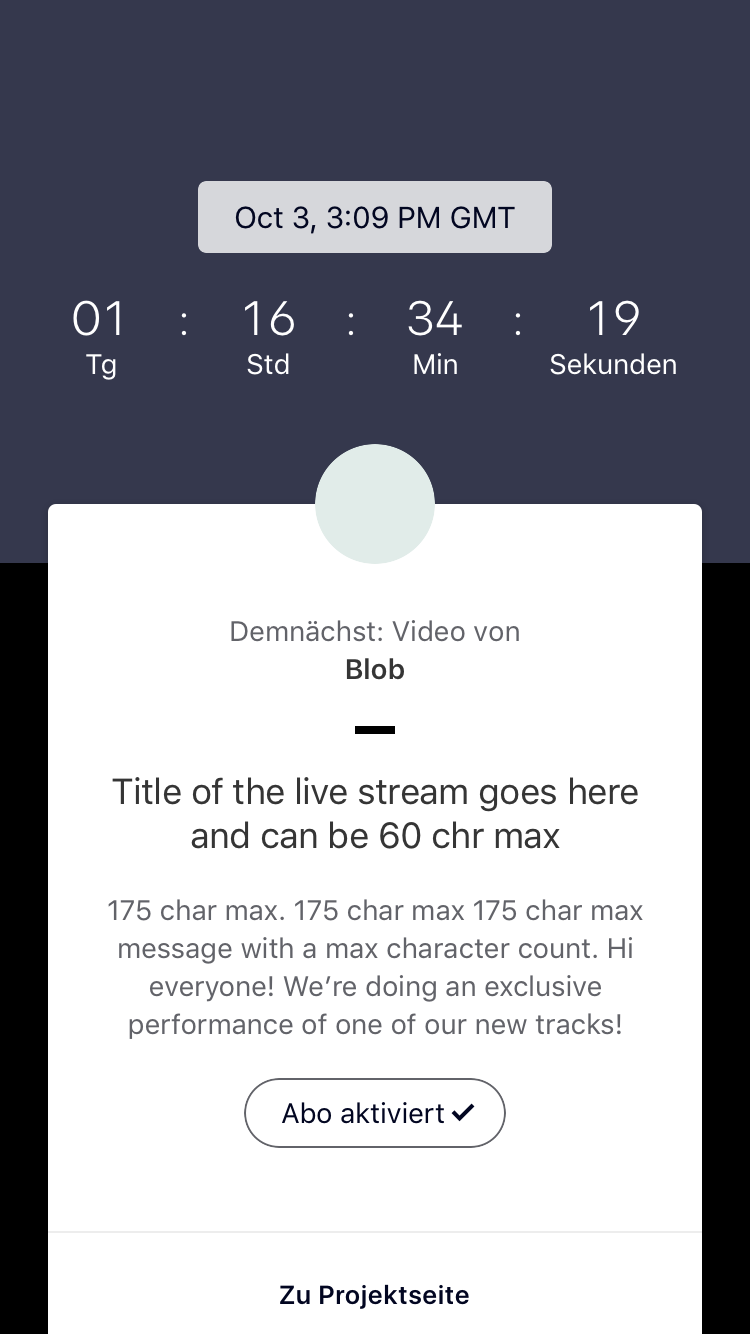 Oct 3, 3:09 PM GMT
01 : 16 : 34 : 19
Tg Std Min Sekunden
Demnächst: Video von
Blob
Title of the live stream goes here
and can be 60 chr max
175 char max. 175 char max 175 char max
message with a max character count. Hi
everyone! We’re doing an exclusive
performance of one of our new tracks!
Abo aktiviert ✓
Zu Projektseite